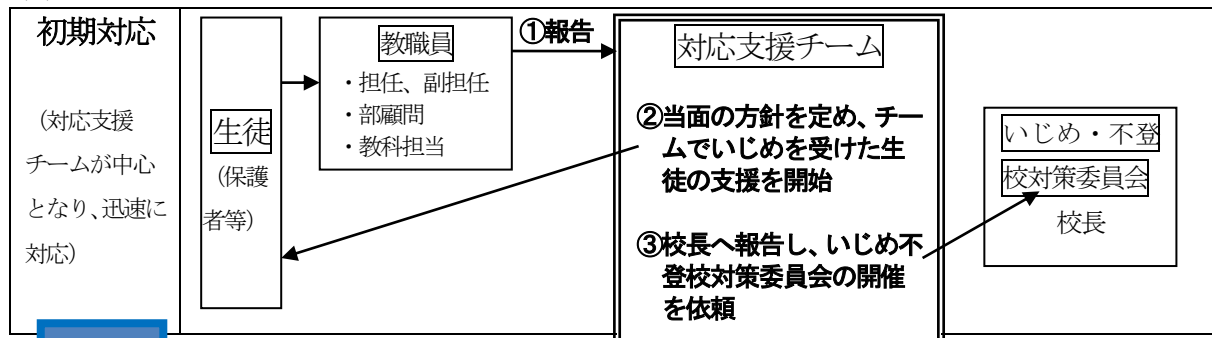 初期対応
（対応支援
チームが中心
となり、迅速に
対応）
生徒
（保護
者等）
教職員
・担任、副担任
・部顧問
・教科担当
①報告
対応支援チーム
②当面の方針を定め、チー
ムでいじめを受けた生
徒の支援を開始
③校長へ報告し、いじめ不
登校対策委員会の開催
を依頼
いじめ・不登
校対策委員会
校長